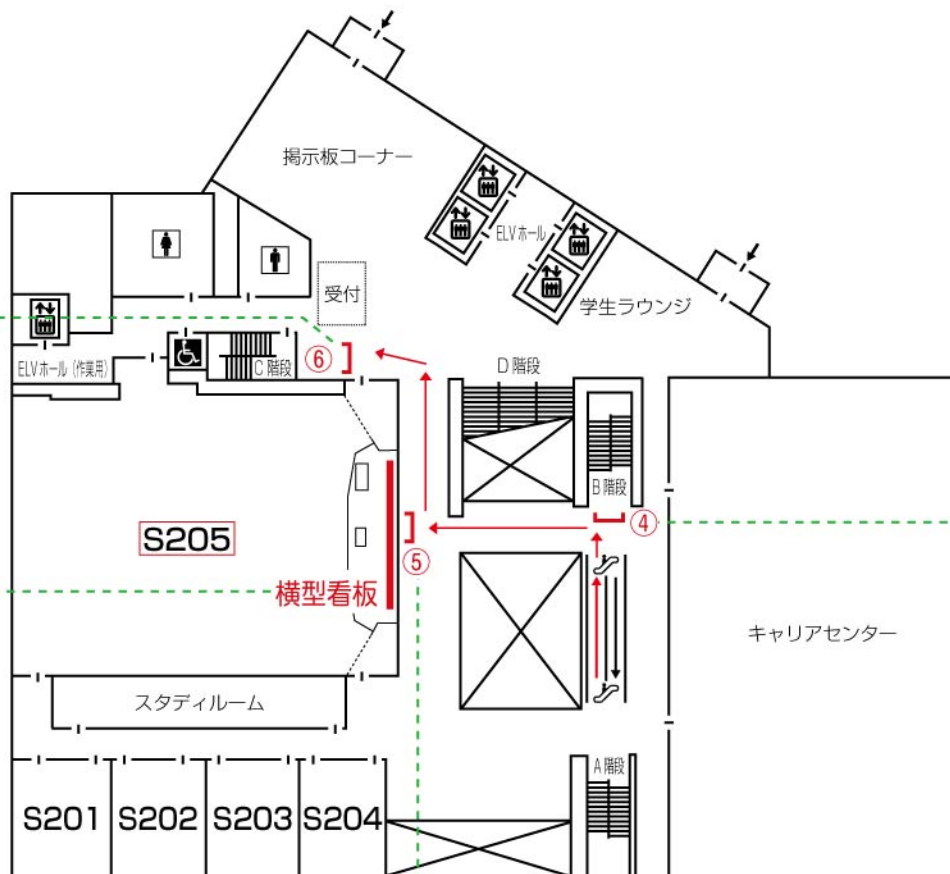 掲示板コーナー
ELVホール
学生ラウンジ
受付
ELVホール（作業用）
C階段
⑥
D階段
B階段
④
S205
⑤
横型看板
キャリアセンター
スタディルーム
A階段
S201
S202
S203
S204